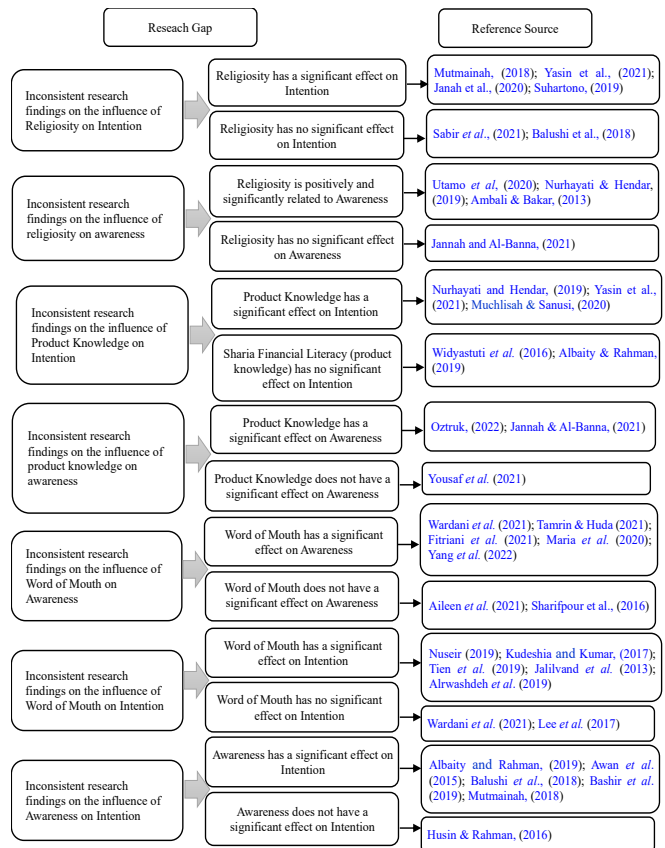 Reseach Gap
Reference Source
Inconsistent research
findings on the influence of
Religiosity on Intention
Religiosity has a significant effect on
Intention
Mutmainah, (2018); Yasin et al., (2021);
Janah et al., (2020); Suhartono, (2019)
Religiosity has no significant effect
on Intention
Sabir et al., (2021); Balushi et al., (2018)
Inconsistent research
findings on the influence of
religiosity on awareness
Religiosity is positively and
significantly related to Awareness
Utamo et al, (2020); Nurhayati & Hendar,
(2019); Ambali & Bakar, (2013)
Religiosity has no significant effect
on Awareness
Jannah and Al-Banna, (2021)
Inconsistent research
findings on the influence of
Product Knowledge on
Intention
Product Knowledge has a
significant effect on Intention
Nurhayati and Hendar, (2019); Yasin et al.,
(2021); Muchlisah & Sanusi, (2020)
Sharia Financial Literacy (product
knowledge) has no significant
effect on Intention
Widyastuti et al. (2016); Albaity & Rahman,
(2019)
Inconsistent research
findings on the influence of
product knowledge on
awareness
Product Knowledge has a
significant effect on Awareness
Oztruk, (2022); Jannah & Al-Banna, (2021)
Product Knowledge does not have a
significant effect on Awareness
Yousaf et al. (2021)
Inconsistent research
findings on the influence of
Word of Mouth on
Awareness
Word of Mouth has a significant
effect on Awareness
Wardani et al. (2021); Tamrin & Huda (2021);
Fitriani et al. (2021); Maria et al. (2020);
Yang et al. (2022)
Word of Mouth does not have a
significant effect on Awareness
Aileen et al. (2021); Sharifpour et al., (2016)
Inconsistent research
findings on the influence of
Word of Mouth on Intention
Word of Mouth has a significant
effect on Intention
Nuseir (2019); Kudeshia and Kumar, (2017);
Tien et al. (2019); Jalilvand et al. (2013);
Alrwashdeh et al. (2019)
Word of Mouth has no significant
effect on Intention
Wardani et al. (2021); Lee et al. (2017)
Inconsistent research
findings on the influence of
Awareness on Intention
Awareness has a significant effect on
Intention
Albaity and Rahman, (2019); Awan et al.
(2015); Balushi et al., (2018); Bashir et al.
(2019); Mutmainah, (2018)
Awareness does not have a
significant effect on Intention
Husin & Rahman, (2016)